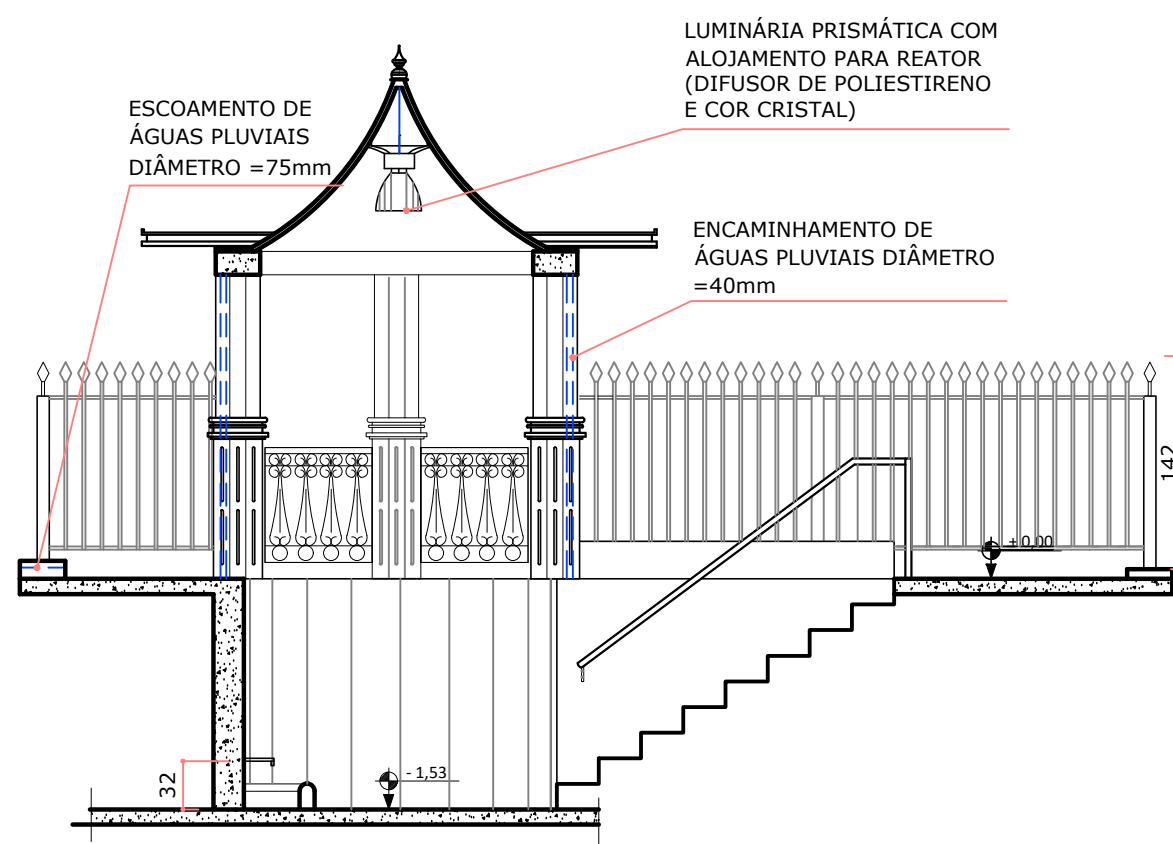 LUMINÁRIA PRISMÁTICA COM
ALOJAMENTO PARA REATOR
(DIFUSOR DE POLIESTIRENO
E COR CRISTAL)
ESCOAMENTO DE
ÁGUAS PLUVIAIS
DIÂMETRO =75mm
ENCAMINHAMENTO DE
ÁGUAS PLUVIAIS DIÂMETRO
=40mm
142
+ 0,00
32
- 1,53